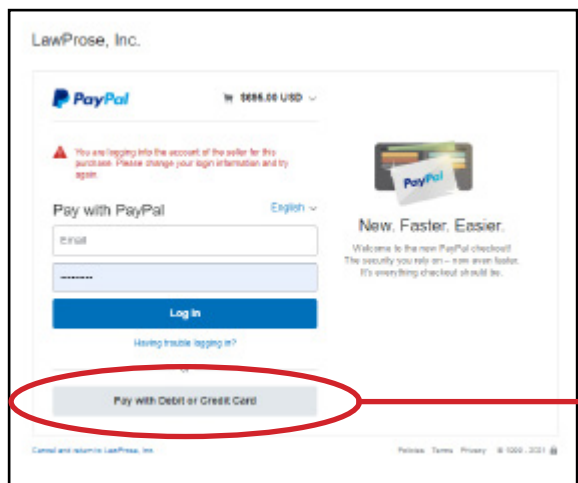 LawProse, Inc.
PayPal
$695.00 USD
You are logging into the account of the seller for this
purchase. Please change your login information and try
again.
Pay with PayPal
English
Email
Log In
Having trouble logging in?
or
Pay with Debit or Credit Card
PayPal
New. Faster. Easier.
Welcome to the new PayPal checkout!
The security you rely on – now even faster.
It's everything checkout should be.
Cancel and return to LawProse, Inc.
Policies Terms Privacy © 1999 - 2021